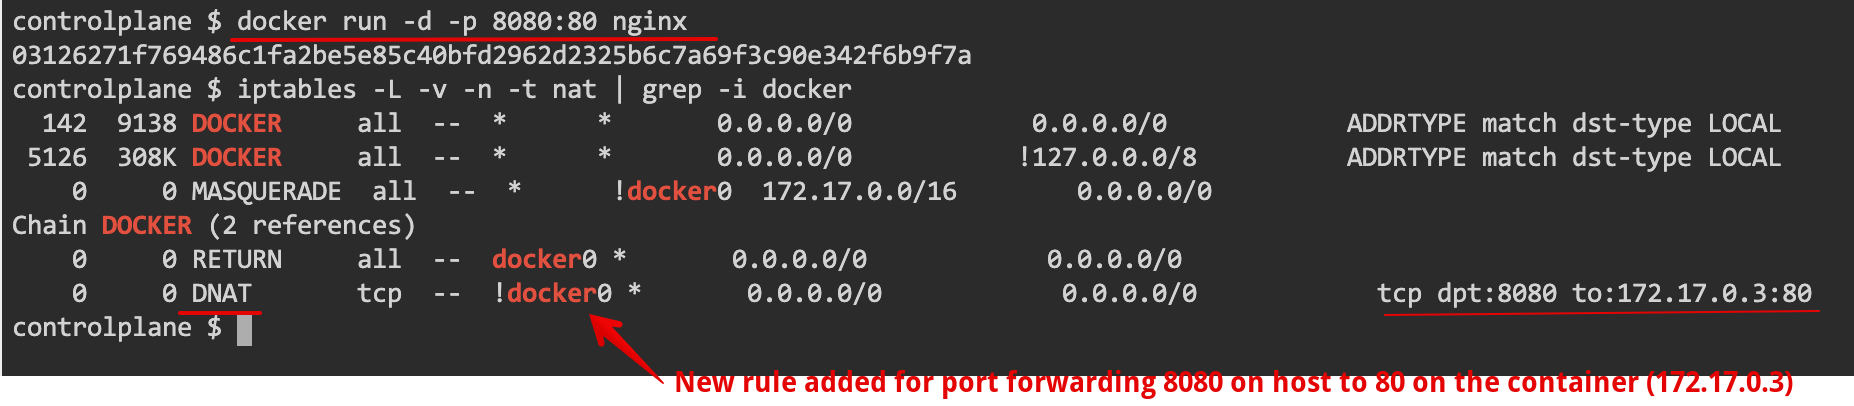 controlplane $ docker run -d -p 8080:80 nginx
03126271f769486c1fa2be5e85c40bfd2962d2325b6c7a69f3c90e342f6b9f7a
controlplane $ iptables -L -v -n -t nat | grep -i docker
142 9138 DOCKER all -- * * 0.0.0.0/0 0.0.0.0/0 ADDRTYPE match dst-type LOCAL
5126 308K DOCKER all -- * * 0.0.0.0/0 !127.0.0.0/8 ADDRTYPE match dst-type LOCAL
0 0 MASQUERADE all -- * !docker0 172.17.0.0/16 0.0.0.0/0
Chain DOCKER (2 references)
0 0 RETURN all -- docker0 * 0.0.0.0/0 0.0.0.0/0
0 0 DNAT tcp -- !docker0 * 0.0.0.0/0 0.0.0.0/0 tcp dpt:8080 to:172.17.0.3:80
controlplane $
New rule added for port forwarding 8080 on host to 80 on the container (172.17.0.3)